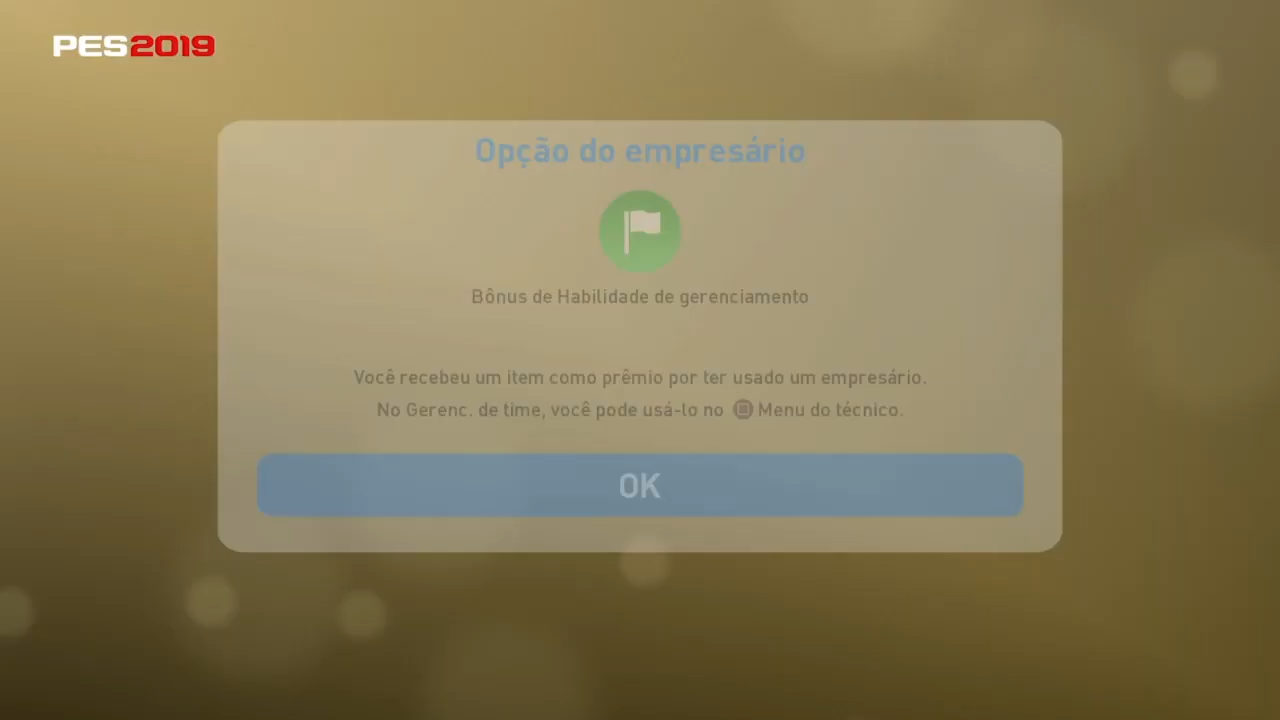 PES2019
Opção do empresário
Bônus de Habilidade de gerenciamento
Você recebeu um item como prêmio por ter usado um empresário.
No Gerenc. de time, você pode usá-lo no Menu do técnico.
OK